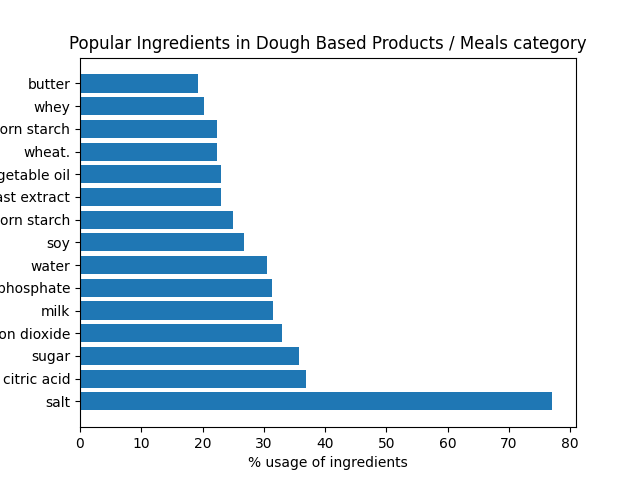 Popular Ingredients in Dough Based Products / Meals category
butter
whey
orn starch
wheat.
getable oil
ast extract
orn starch
soy
water
phosphate
milk
on dioxide
sugar
citric acid
salt
0 10 20 30 40 50 60 70 80
% usage of ingredients